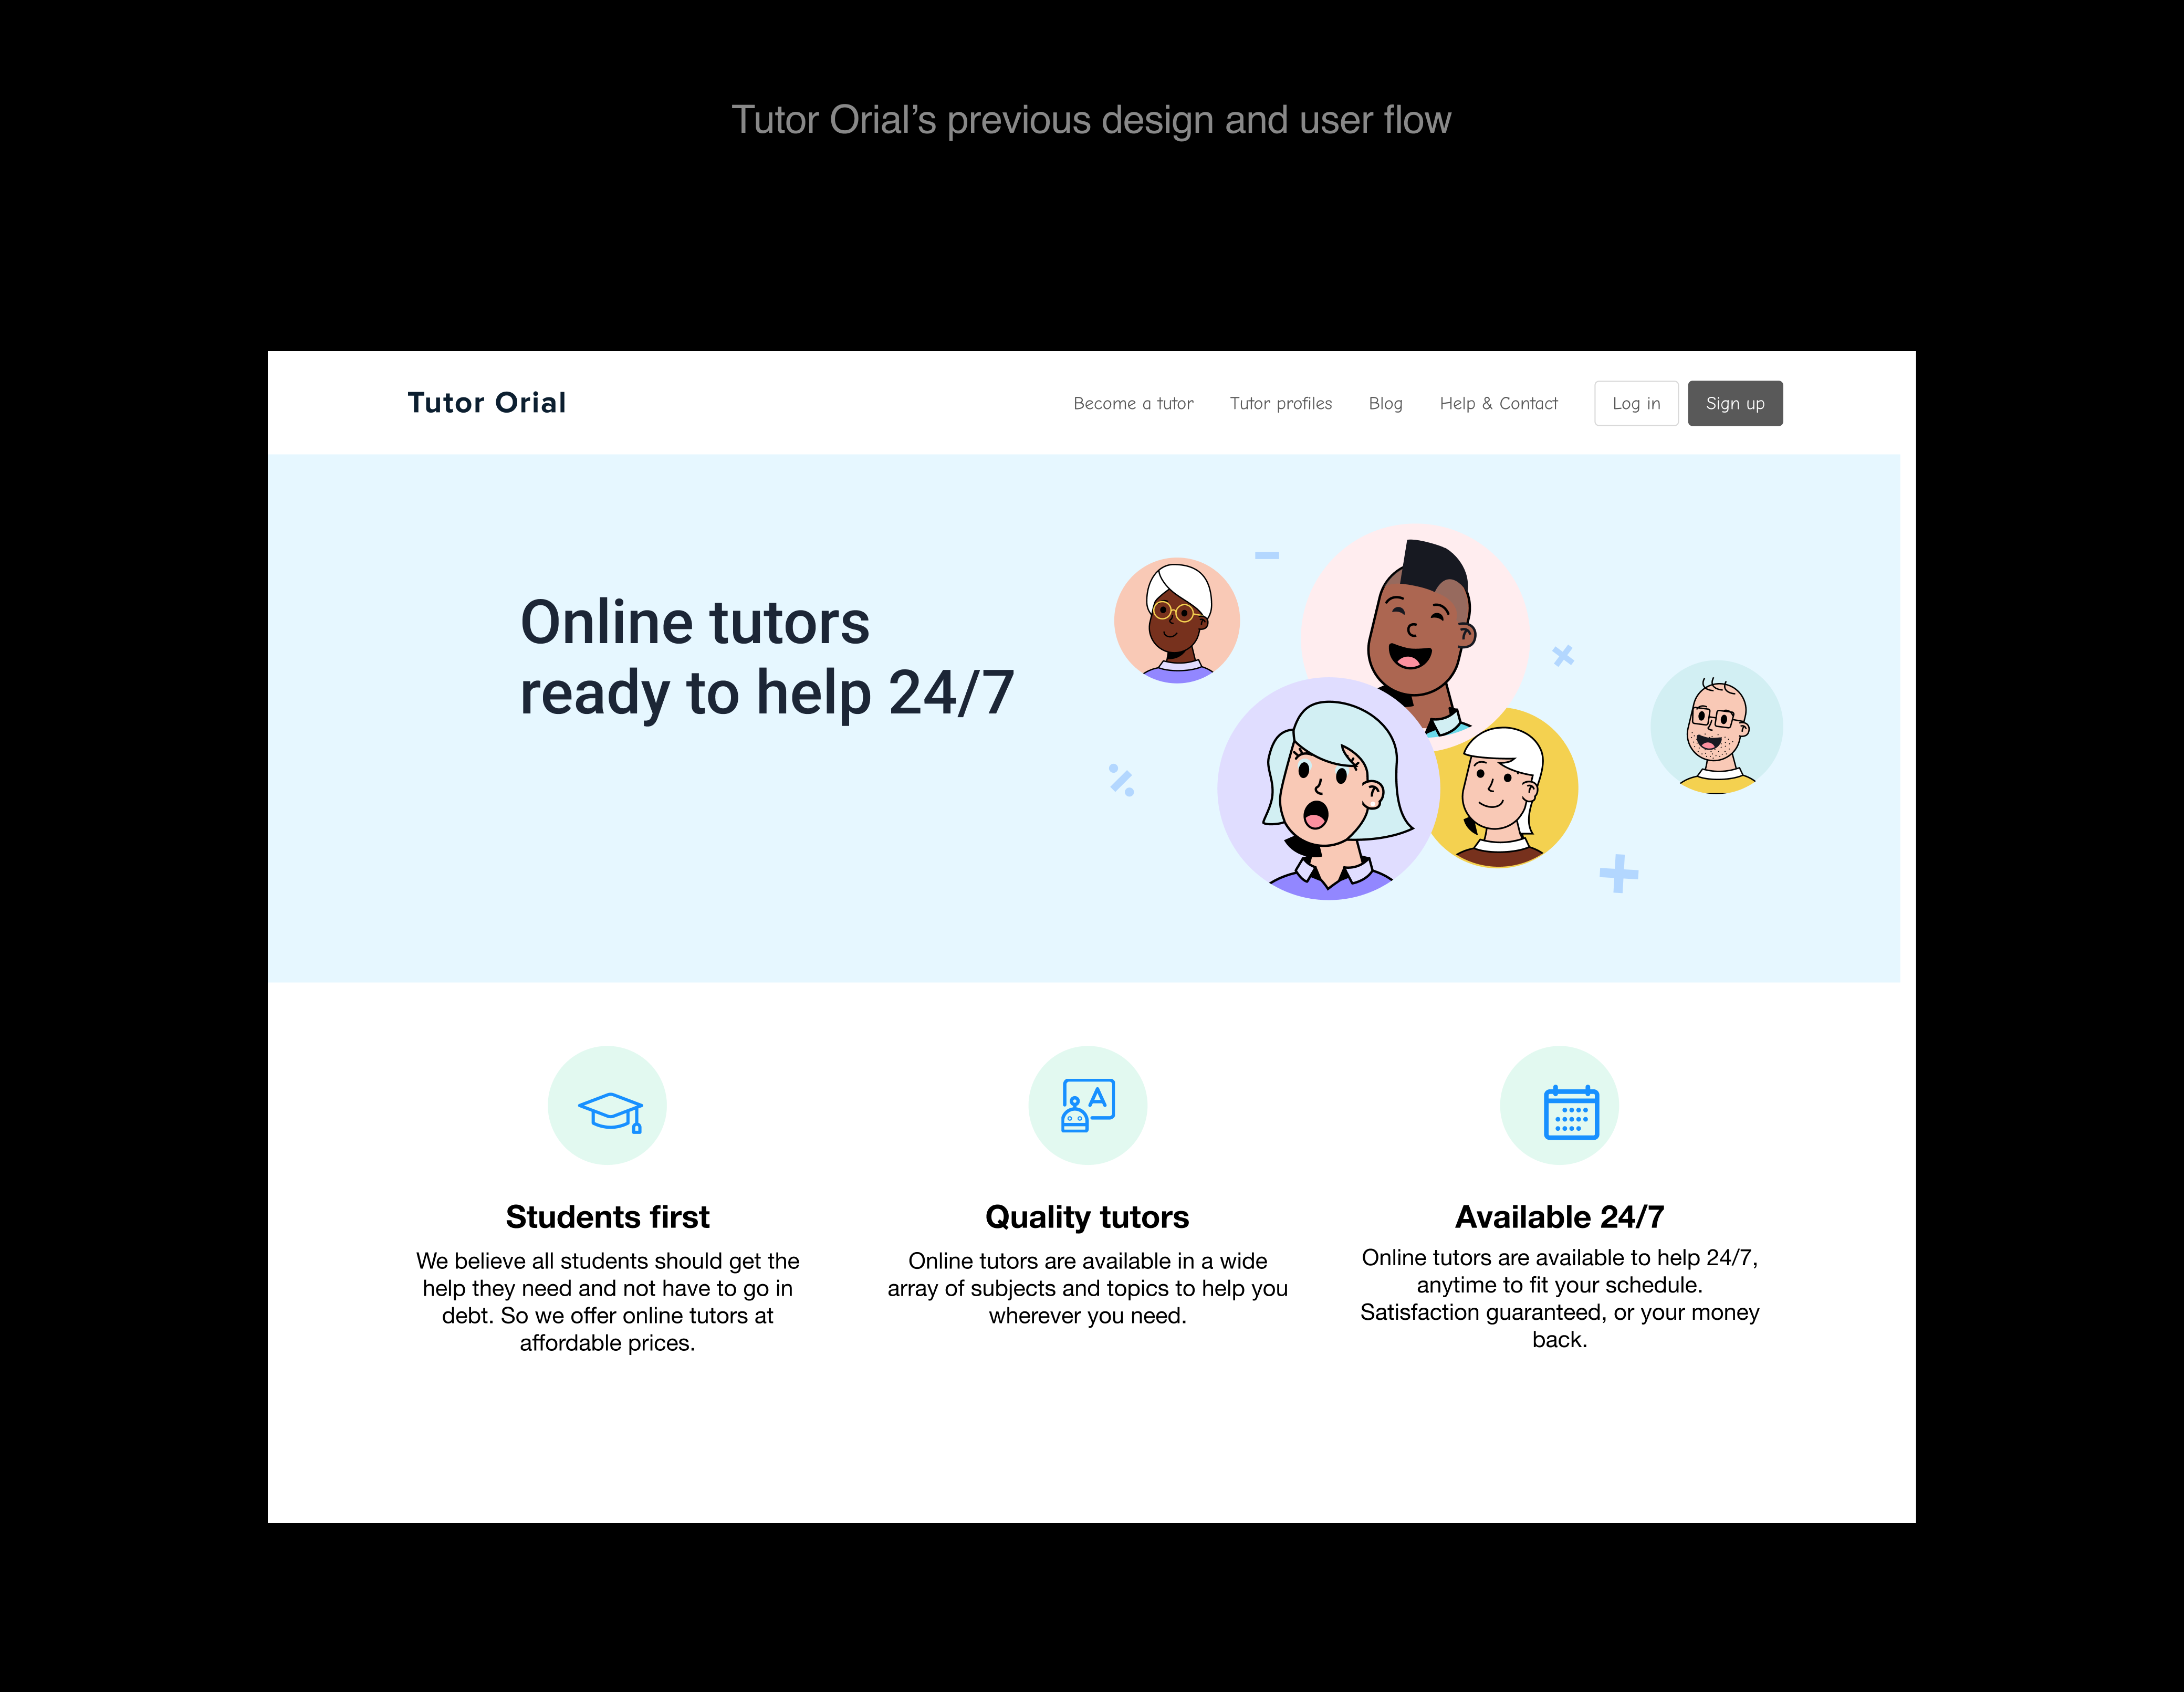 Tutor Orial’s previous design and user flow
Tutor Orial
Become a tutor
Tutor profiles
Blog
Help & Contact
Log in
Sign up
Online tutors
ready to help 24/7
A
Students first
We believe all students should get the
help they need and not have to go in
debt. So we offer online tutors at
affordable prices.
Quality tutors
Online tutors are available in a wide
array of subjects and topics to help you
wherever you need.
Available 24/7
Online tutors are available to help 24/7,
anytime to fit your schedule.
Satisfaction guaranteed, or your money
back.